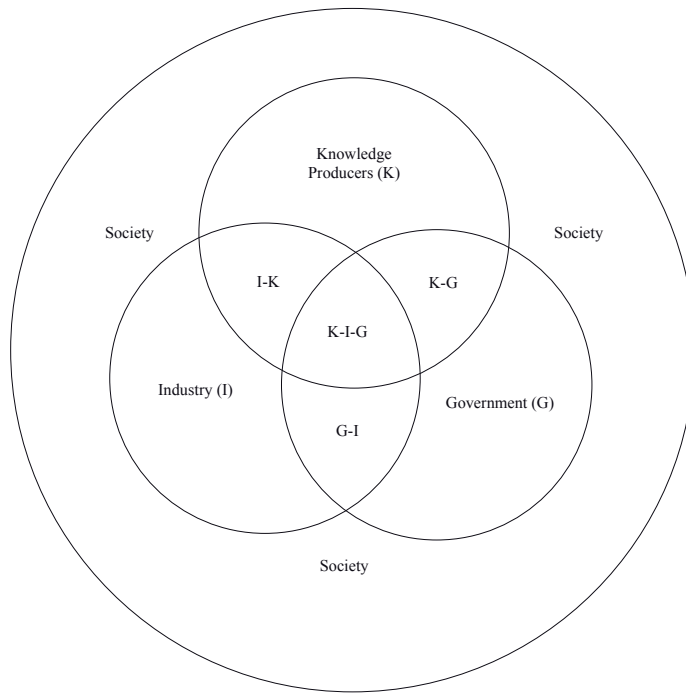 Knowledge
Producers (K)
Society
Society
I-K
K-G
K-I-G
Industry (I)
Government (G)
G-I
Society